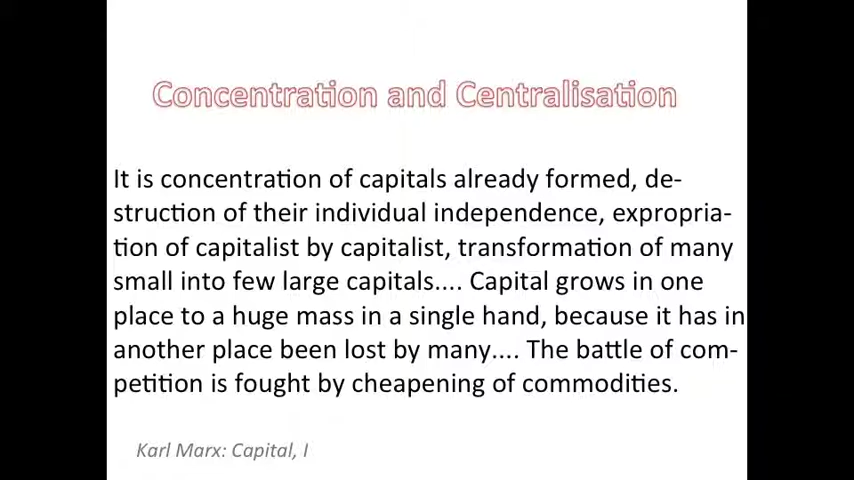 Concentration and Centralisation
It is concentration of capitals already formed, de-
struction of their individual independence, expropria-
tion of capitalist by capitalist, transformation of many
small into few large capitals.... Capital grows in one
place to a huge mass in a single hand, because it has in
another place been lost by many.... The battle of com-
petition is fought by cheapening of commodities.
Karl Marx: Capital, I